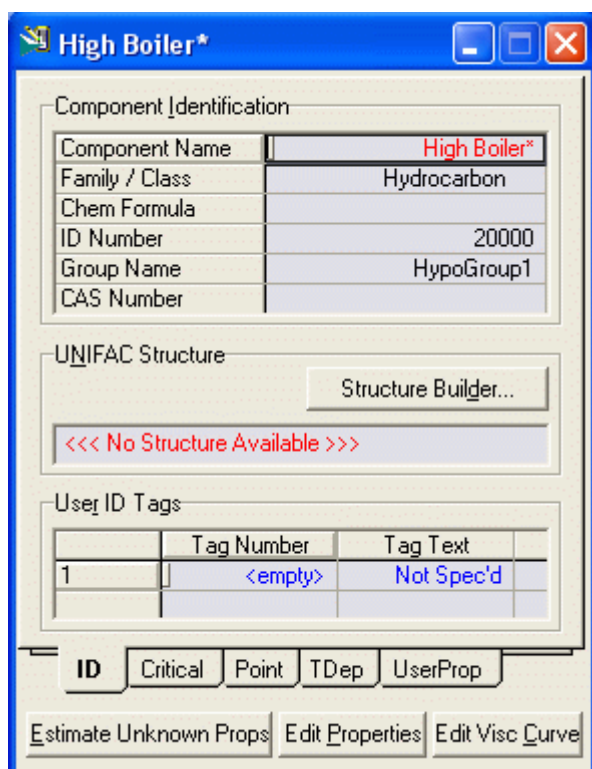 High Boiler*
Component Identification
Component Name High Boiler*
Family / Class Hydrocarbon
Chem Formula
ID Number 20000
Group Name HypoGroup1
CAS Number
UNIFAC Structure
Structure Builder...
<<< No Structure Available >>>
User ID Tags
Tag Number Tag Text
1 <empty> Not Spec'd
ID Critical Point TDep UserProp
Estimate Unknown Props Edit Properties Edit Visc Curve